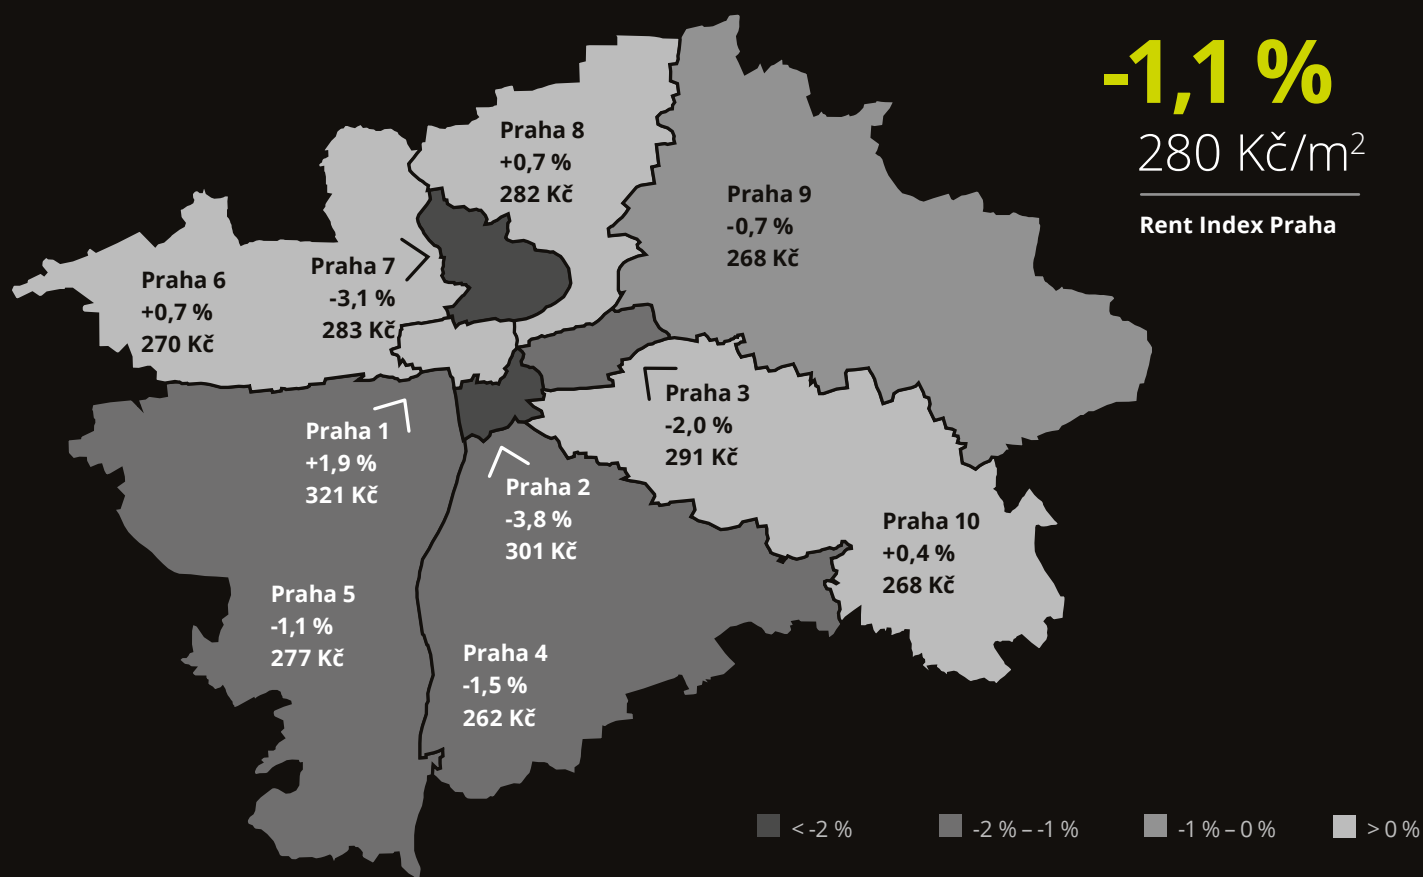 -1,1 %
280 Kč/m²
Rent Index Praha
Praha 8
+0,7 %
282 Kč
Praha 9
-0,7 %
268 Kč
Praha 6
+0,7 %
270 Kč
Praha 7
-3,1 %
283 Kč
Praha 3
-2,0 %
291 Kč
Praha 1
+1,9 %
321 Kč
Praha 2
-3,8 %
301 Kč
Praha 10
+0,4 %
268 Kč
Praha 5
-1,1 %
277 Kč
Praha 4
-1,5 %
262 Kč
< -2 %
-2 % – -1 %
-1 % – 0 %
> 0 %